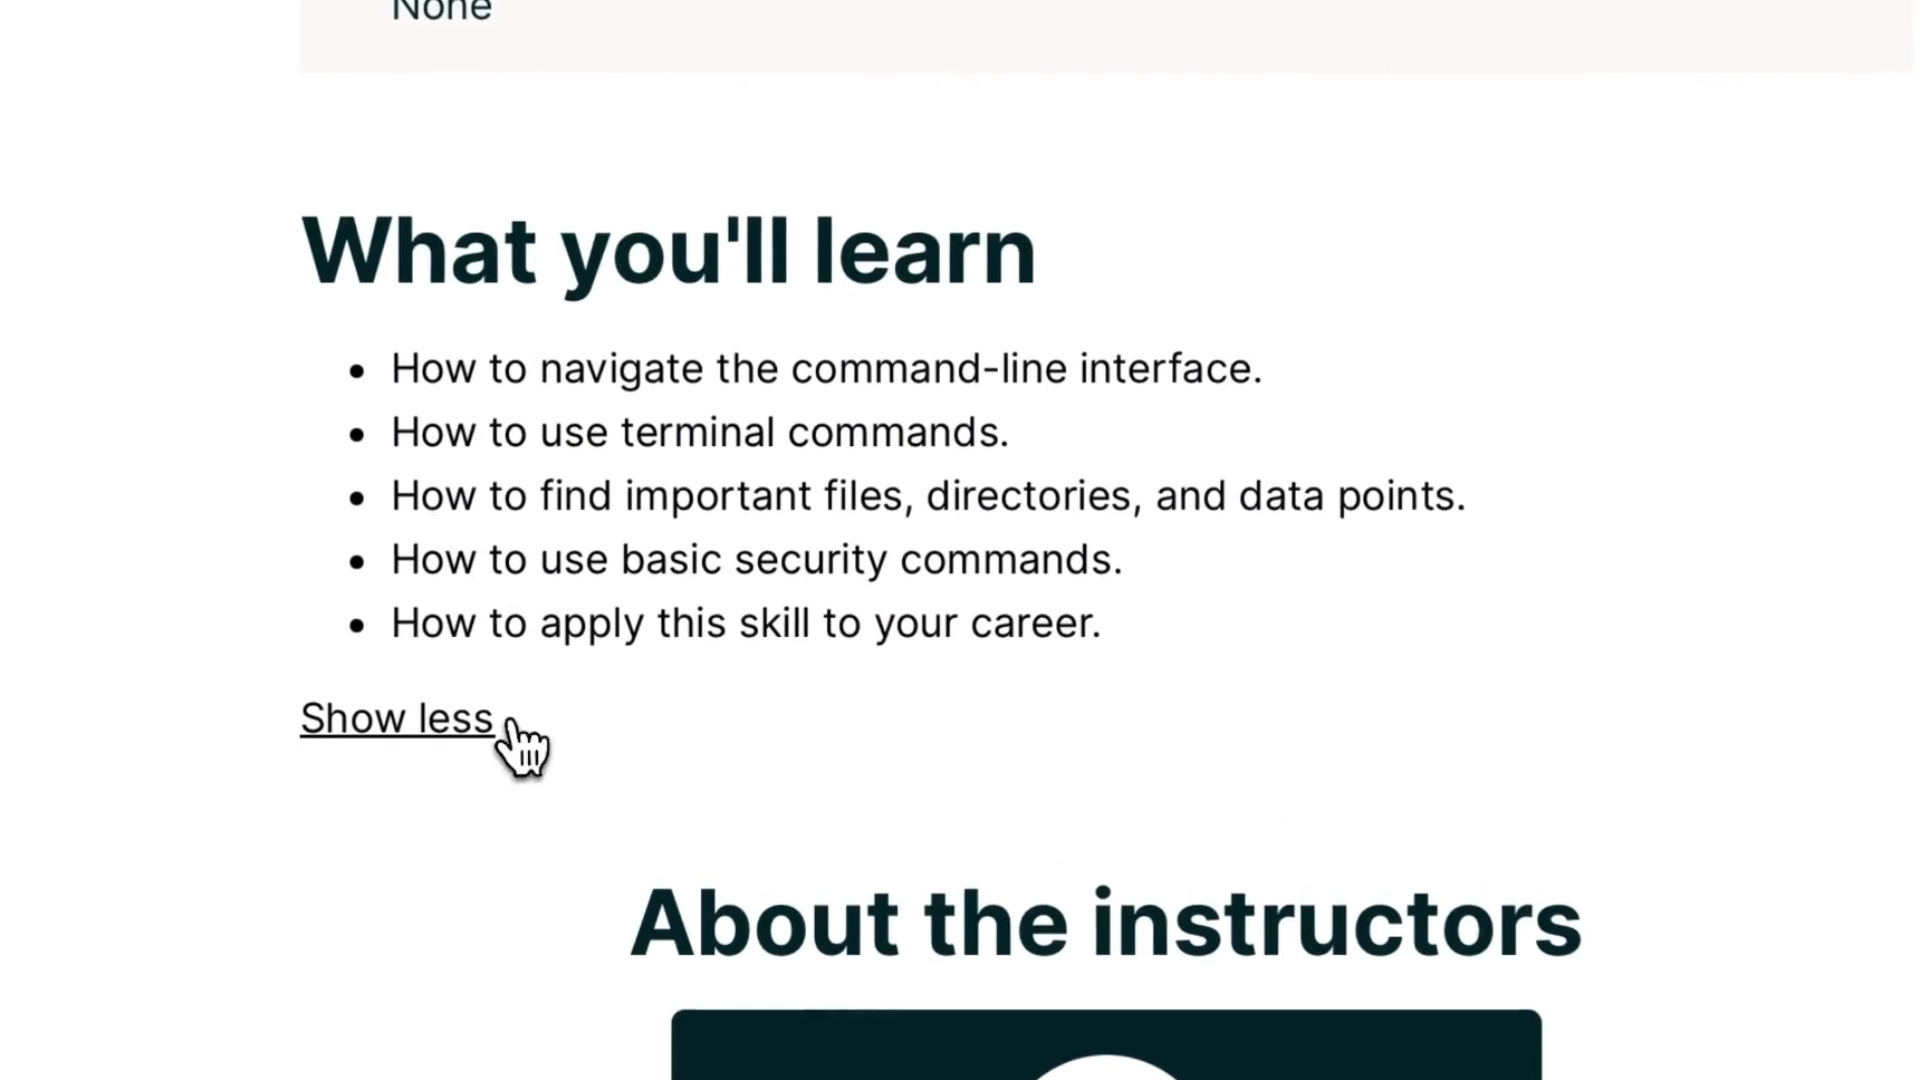 None
What you'll learn
How to navigate the command-line interface.
How to use terminal commands.
How to find important files, directories, and data points.
How to use basic security commands.
How to apply this skill to your career.
Show less
About the instructors